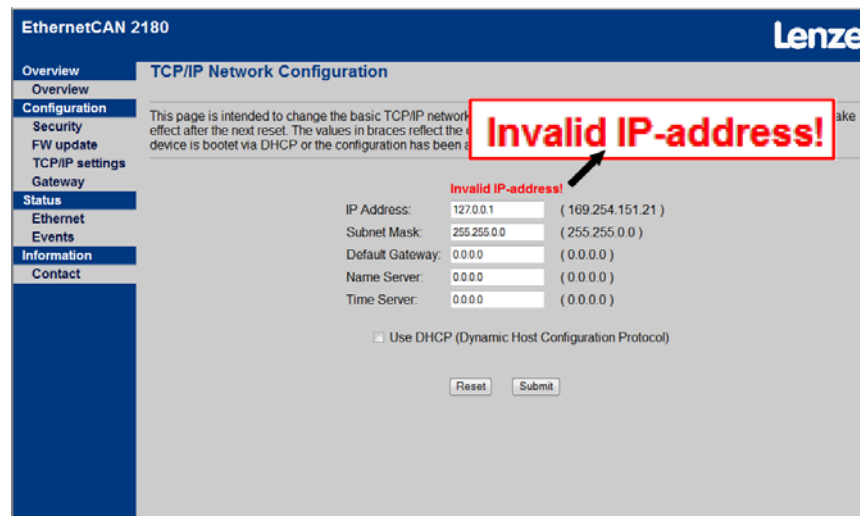 EthernetCAN 2180
Lenze
Overview
Overview
Configuration
Security
FW update
TCP/IP settings
Gateway
Status
Ethernet
Events
Information
Contact
TCP/IP Network Configuration
This page is intended to change the basic TCP/IP netwo ake
effect after the next reset. The values in braces reflect the
device is bootet via DHCP or the configuration has been a
Invalid IP-address!
Invalid IP-address!
IP Address: 127.0.0.1 ( 169.254.151.21 )
Subnet Mask: 255.255.0.0 ( 255.255.0.0 )
Default Gateway: 0.0.0.0 ( 0.0.0.0 )
Name Server: 0.0.0.0 ( 0.0.0.0 )
Time Server: 0.0.0.0 ( 0.0.0.0 )
Use DHCP (Dynamic Host Configuration Protocol)
Reset Submit